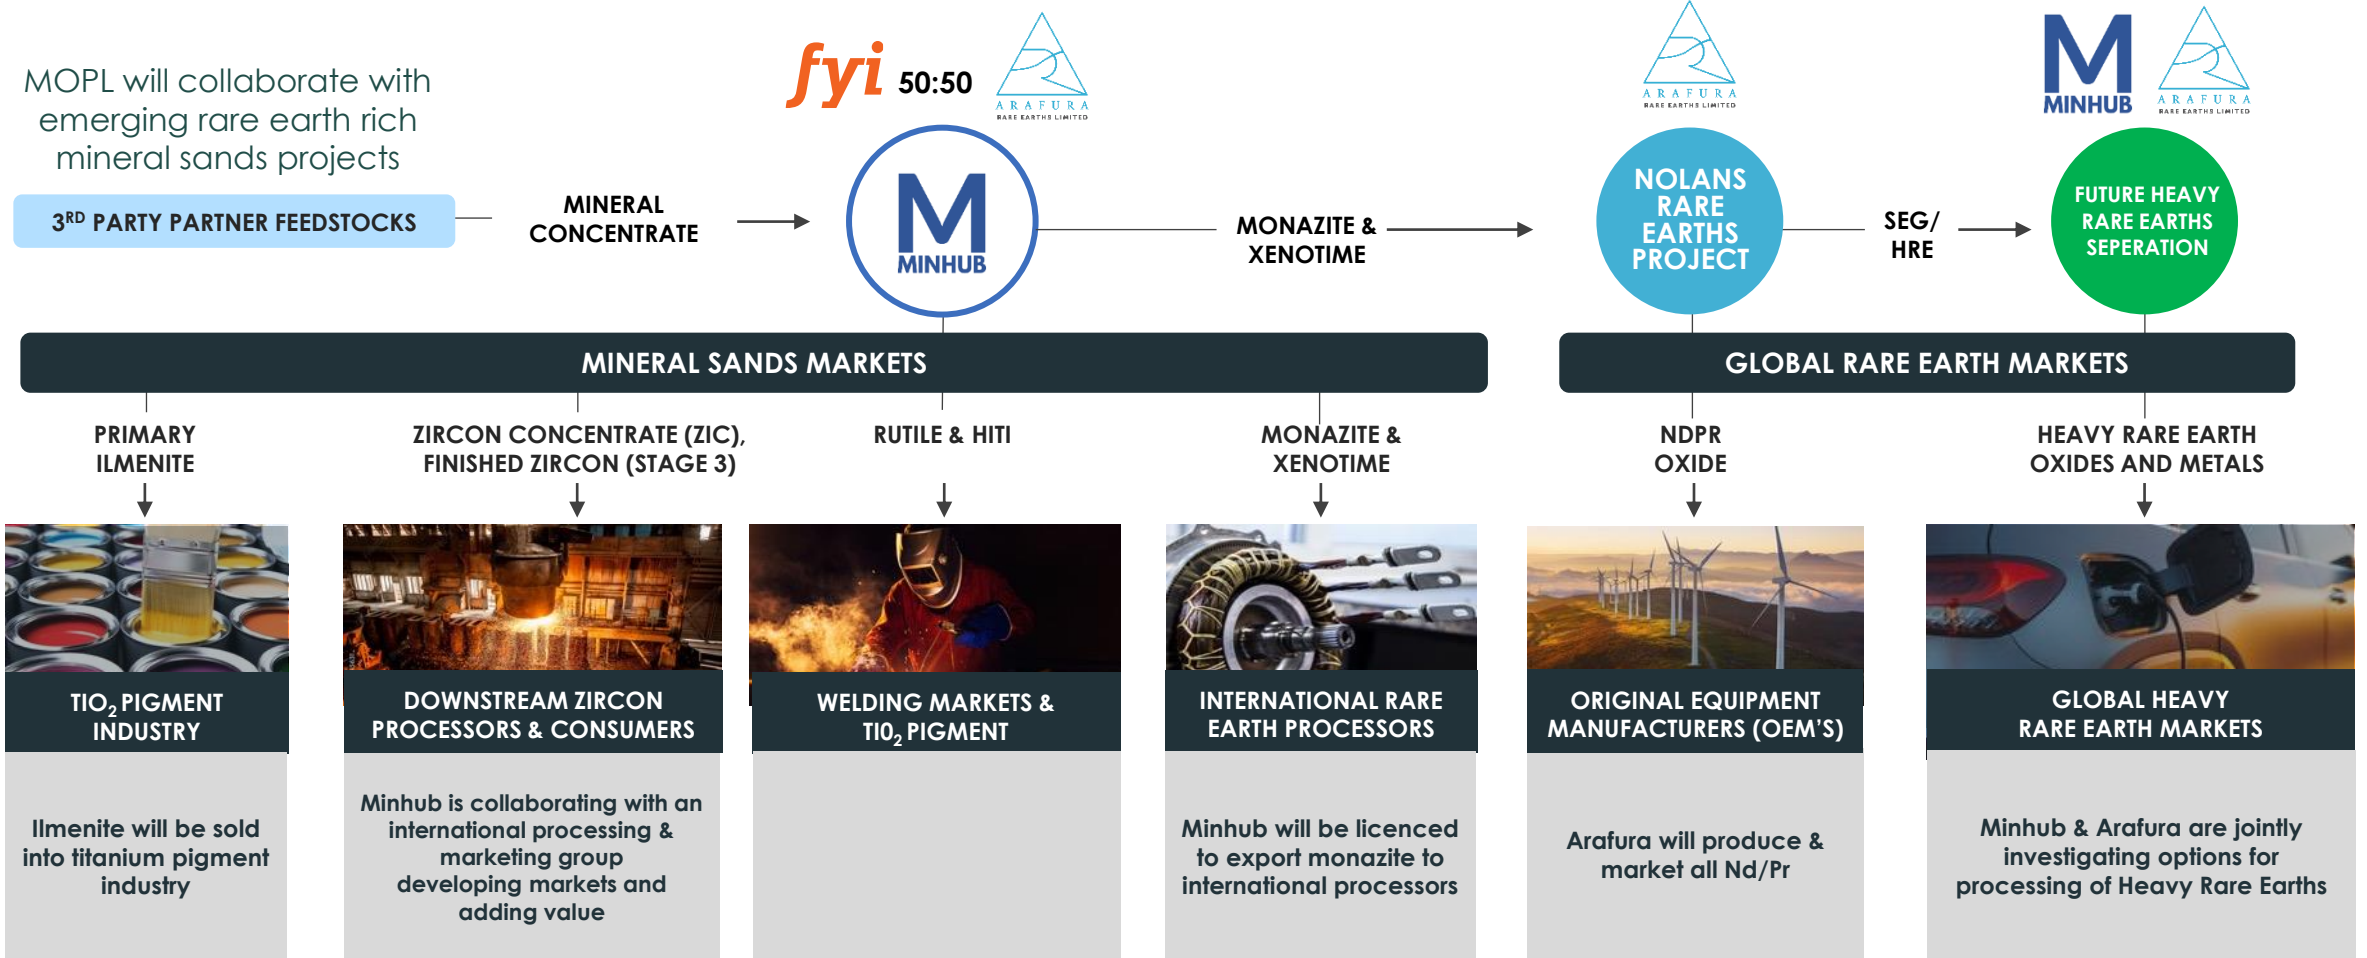 MOPL will collaborate with
emerging rare earth rich
mineral sands projects
3RD PARTY PARTNER FEEDSTOCKS
MINERAL
CONCENTRATE
fyi
50:50
ARAFURA
RARE EARTHS LIMITED
M
MINHUB
MONAZITE &
XENOTIME
ARAFURA
RARE EARTHS LIMITED
NOLANS
RARE
EARTHS
PROJECT
SEG/
HRE
M
MINHUB
ARAFURA
RARE EARTHS LIMITED
FUTURE HEAVY
RARE EARTHS
SEPERATION
MINERAL SANDS MARKETS
GLOBAL RARE EARTH MARKETS
PRIMARY
ILMENITE
ZIRCON CONCENTRATE (ZIC),
FINISHED ZIRCON (STAGE 3)
RUTILE & HITI
MONAZITE &
XENOTIME
NDPR
OXIDE
HEAVY RARE EARTH
OXIDES AND METALS
TIO2 PIGMENT
INDUSTRY
DOWNSTREAM ZIRCON
PROCESSORS & CONSUMERS
WELDING MARKETS &
TI02 PIGMENT
INTERNATIONAL RARE
EARTH PROCESSORS
ORIGINAL EQUIPMENT
MANUFACTURERS (OEM'S)
GLOBAL HEAVY
RARE EARTH MARKETS
Ilmenite will be sold
into titanium pigment
industry
Minhub is collaborating with an
international processing &
marketing group
developing markets and
adding value
Minhub will be licenced
to export monazite to
international processors
Arafura will produce &
market all Nd/Pr
Minhub & Arafura are jointly
investigating options for
processing of Heavy Rare Earths